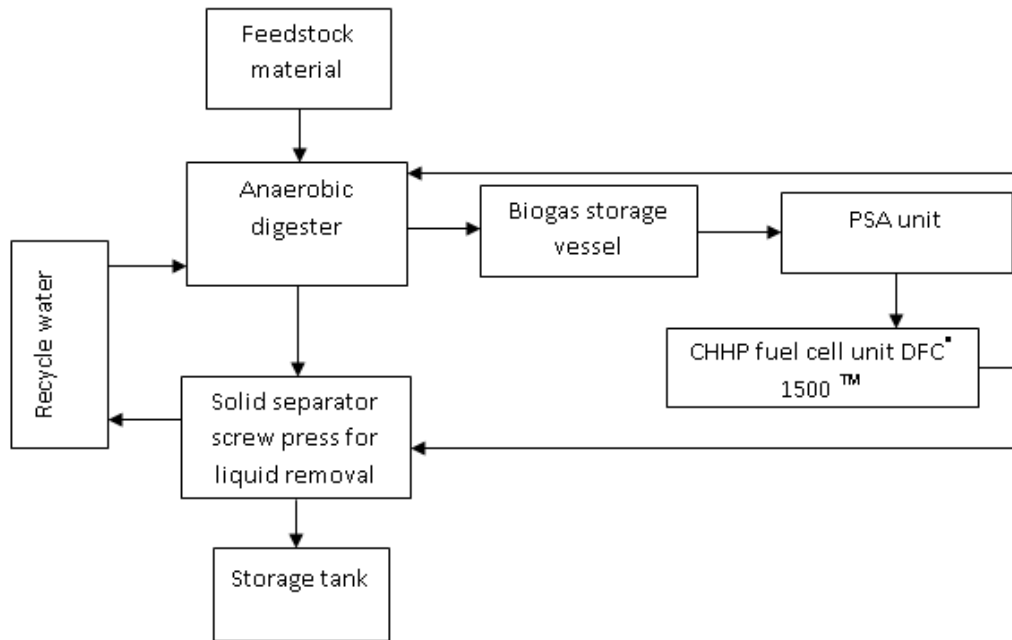 Feedstock
material
Anaerobic
digester
Biogas storage
vessel
PSA unit
Recycle water
CHHP fuel cell unit DFC▪
1500 ™
Solid separator
screw press for
liquid removal
Storage tank